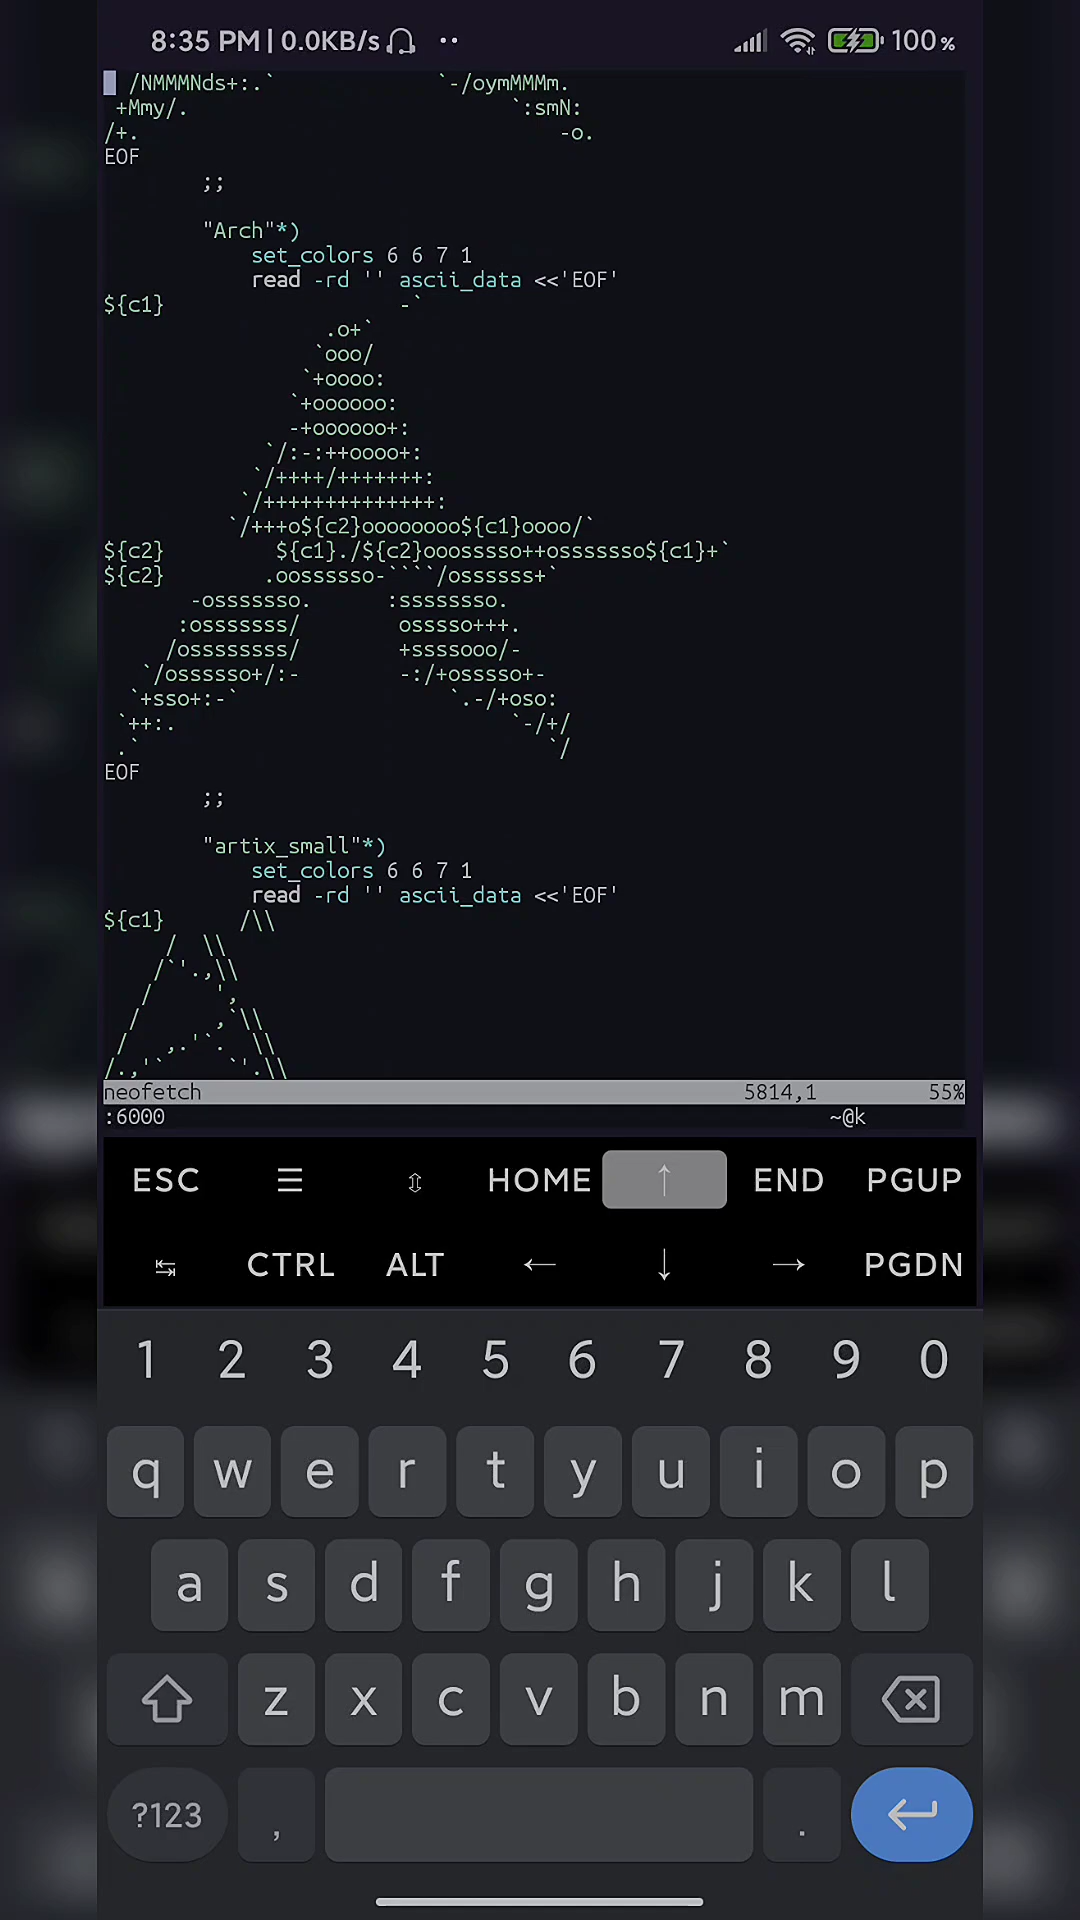 8:35 PM | 0.0KB/s 100%
/NMMMNds+:.` `-/oymMMMm.
+Mmy/. `:smN:
/+. -o.
EOF
;;
"Arch"*)
set_colors 6 6 7 1
read -rd '' ascii_data <<'EOF'
${c1} -`
.o+`
`ooo/
`+oooo:
`+oooooo:
-+oooooo+:
`/:-:++oooo+:
`/++++/+++++++:
`/++++++++++++++:
`/+++o${c2}oooooooo${c1}oooo/`
${c2} ${c1}./${c2}ooosssso++osssssso${c1}+`
${c2} .oossssso-````/ossssss+`
-osssssso. :ssssssso.
:osssssss/ osssso+++.
/ossssssss/ +ssssooo/-
`/ossssso+/:- -:/+osssso+-
`+sso+:-` `.-/+oso:
`++:. `-/+/
.` `/
EOF
;;
"artix_small"*)
set_colors 6 6 7 1
read -rd '' ascii_data <<'EOF'
${c1} /\\
/ \\
/`'.,\\
/ ',
/ ,`\\
/ ,.'`. \\
/.,'` `'.\\
neofetch 5814,1 55%
:6000 ~@k
ESC ☰ ⇳ HOME ↑ END PGUP
↹ CTRL ALT ← ↓ → PGDN
1 2 3 4 5 6 7 8 9 0
q w e r t y u i o p
a s d f g h j k l
z x c v b n m
?123 , .